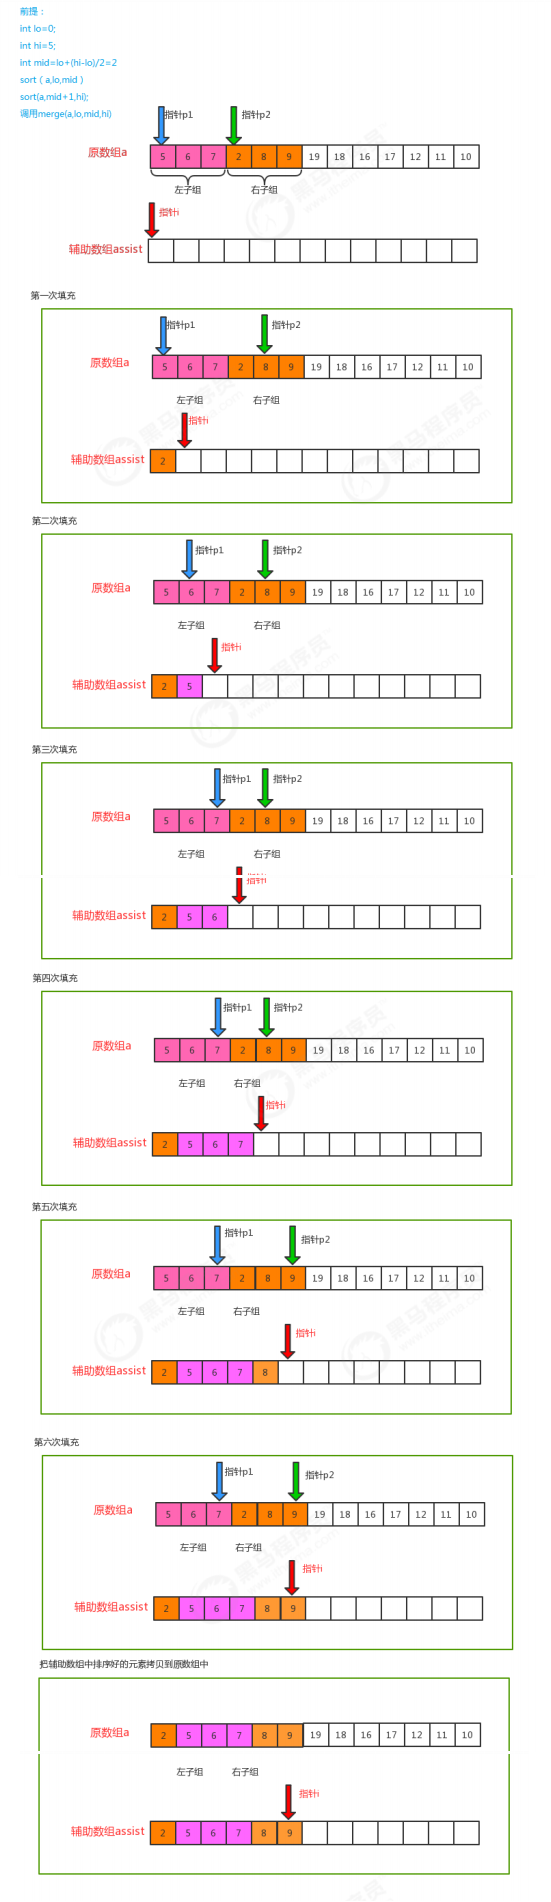 前提：
int lo=0;
int hi=5;
int mid=lo+(hi-lo)/2=2
sort（a,lo,mid）
sort(a,mid+1,hi);
调用merge(a,lo,mid,hi)
指针p1 指针p2
原数组a 5 6 7 2 8 9 19 18 16 17 12 11 10
左子组 右子组
指针i
辅助数组assist
第一次填充
指针p1 指针p2
原数组a 5 6 7 2 8 9 19 18 16 17 12 11 10
左子组 右子组
指针i
辅助数组assist 2
第二次填充
指针p1 指针p2
原数组a 5 6 7 2 8 9 19 18 16 17 12 11 10
左子组 右子组
指针i
辅助数组assist 2 5
第三次填充
指针p1 指针p2
原数组a 5 6 7 2 8 9 19 18 16 17 12 11 10
左子组 右子组
指针i
辅助数组assist 2 5 6
第四次填充
指针p1 指针p2
原数组a 5 6 7 2 8 9 19 18 16 17 12 11 10
左子组 右子组
指针i
辅助数组assist 2 5 6 7
第五次填充
指针p1 指针p2
原数组a 5 6 7 2 8 9 19 18 16 17 12 11 10
左子组 右子组
指针i
辅助数组assist 2 5 6 7 8
第六次填充
指针p1 指针p2
原数组a 5 6 7 2 8 9 19 18 16 17 12 11 10
左子组 右子组
指针i
辅助数组assist 2 5 6 7 8 9
把辅助数组中排序好的元素拷贝到原数组中
原数组a 2 5 6 7 8 9 19 18 16 17 12 11 10
左子组 右子组
指针i
辅助数组assist 2 5 6 7 8 9